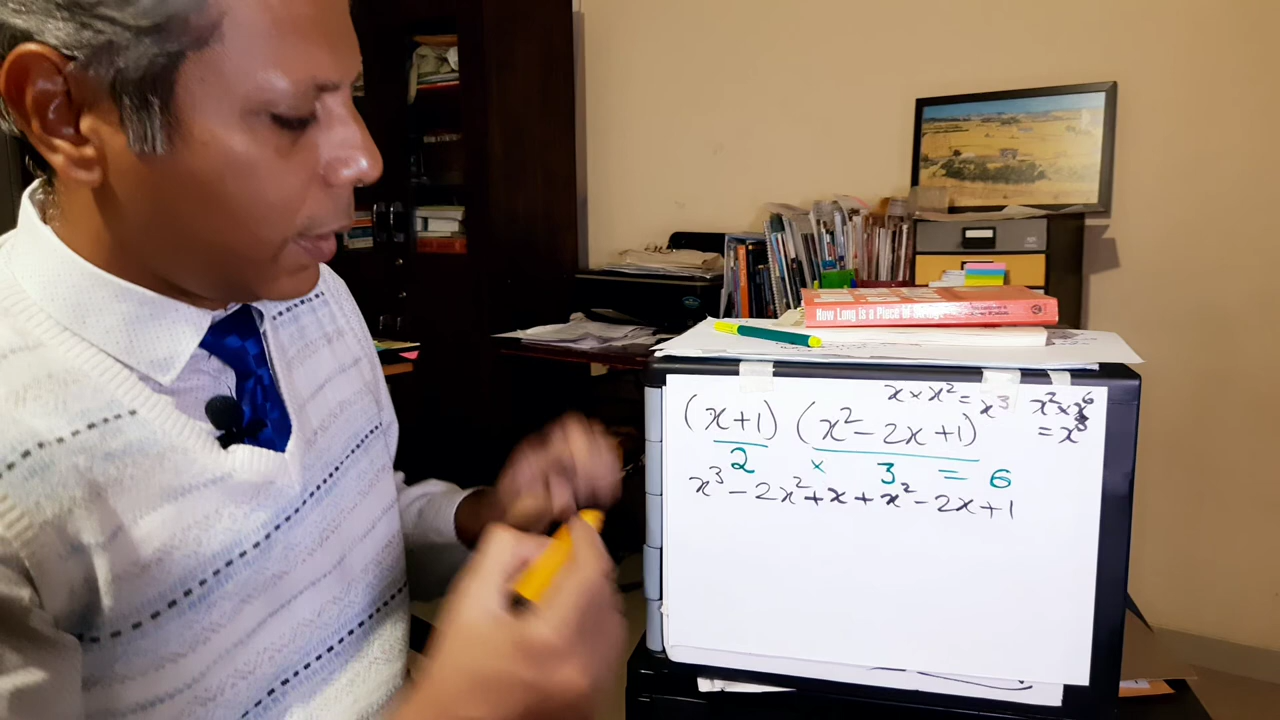 How Long is a Piece of String
x × x² = x³
x² × x⁶
= x⁸
(x+1) (x² − 2x + 1)
2 × 3 = 6
x³ − 2x² + x + x² − 2x + 1